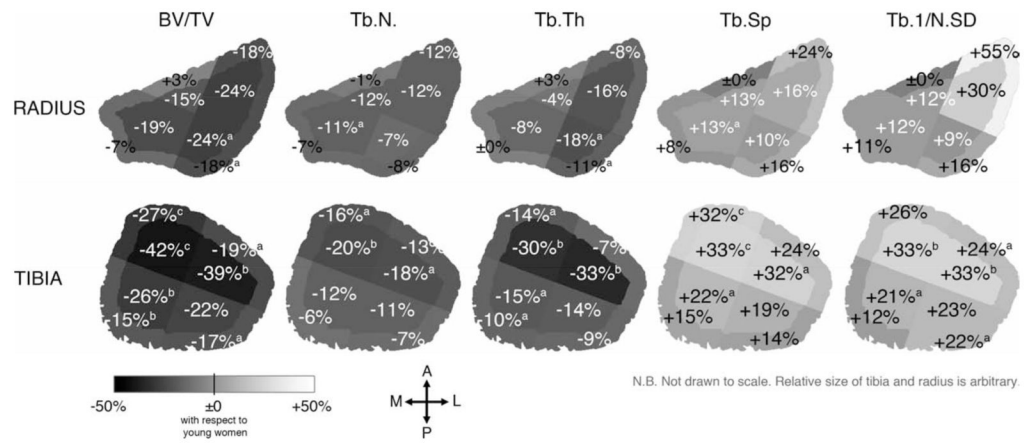 BV/TV Tb.N. Tb.Th Tb.Sp Tb.1/N.SD
RADIUS
-18% +3% -15% -24% -19% -24%a -7% -18%a
-12% -1% -12% -12% -11%a -7% -7% -8%
-8% +3% -4% -16% -8% -18%a ±0% -11%a
+24% ±0% +13% +16% +13%a +10% +8% +16%
+55% ±0% +12% +30% +12% +9% +11% +16%
TIBIA
-27%c -42%c -19%a -39%b -26%b -22% -15%b -17%a
-16%a -20%b -13% -18%a -12% -11% -6% -7%
-14%a -30%b -7% -33%b -15%a -14% -10%a -9%
+32%c +33%c +24% +32%a +22%a +19% +15% +14%
+26% +33%b +24%a +33%b +21%a +23% +12% +22%a
-50% ±0 +50%
with respect to
young women
A
M L
P
N.B. Not drawn to scale. Relative size of tibia and radius is arbitrary.